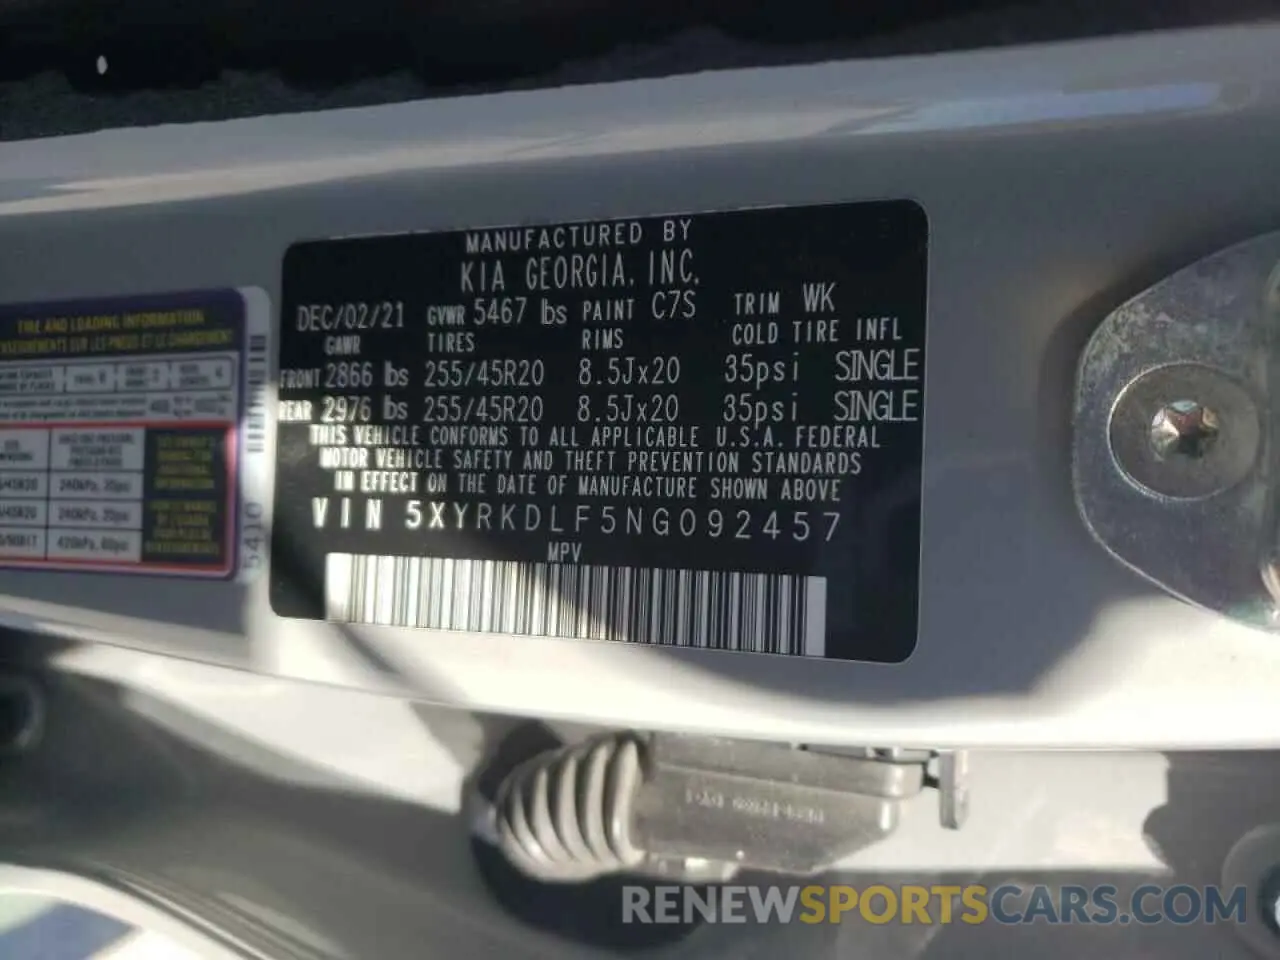 MANUFACTURED BY
KIA GEORGIA, INC.
DEC/02/21 GVWR 5467 lbs PAINT C7S TRIM WK
GAWR TIRES RIMS COLD TIRE INFL
FRONT 2866 lbs 255/45R20 8.5Jx20 35psi SINGLE
REAR 2976 lbs 255/45R20 8.5Jx20 35psi SINGLE
THIS VEHICLE CONFORMS TO ALL APPLICABLE U.S.A. FEDERAL
MOTOR VEHICLE SAFETY AND THEFT PREVENTION STANDARDS
IN EFFECT ON THE DATE OF MANUFACTURE SHOWN ABOVE
VIN 5XYRKDLF5NG092457
MPV
TIRE AND LOADING INFORMATION
5410
RENEWSPORTSCARS.COM